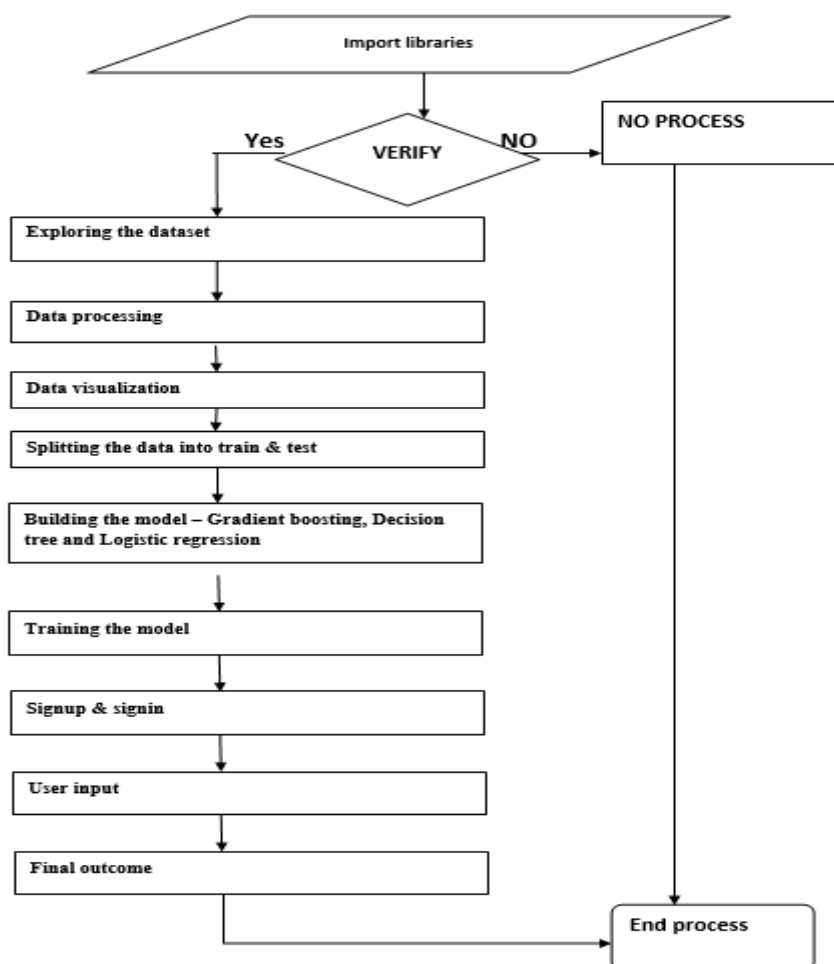 Import libraries
Yes
VERIFY
NO
NO PROCESS
Exploring the dataset
Data processing
Data visualization
Splitting the data into train & test
Building the model – Gradient boosting, Decision
tree and Logistic regression
Training the model
Signup & signin
User input
Final outcome
End process